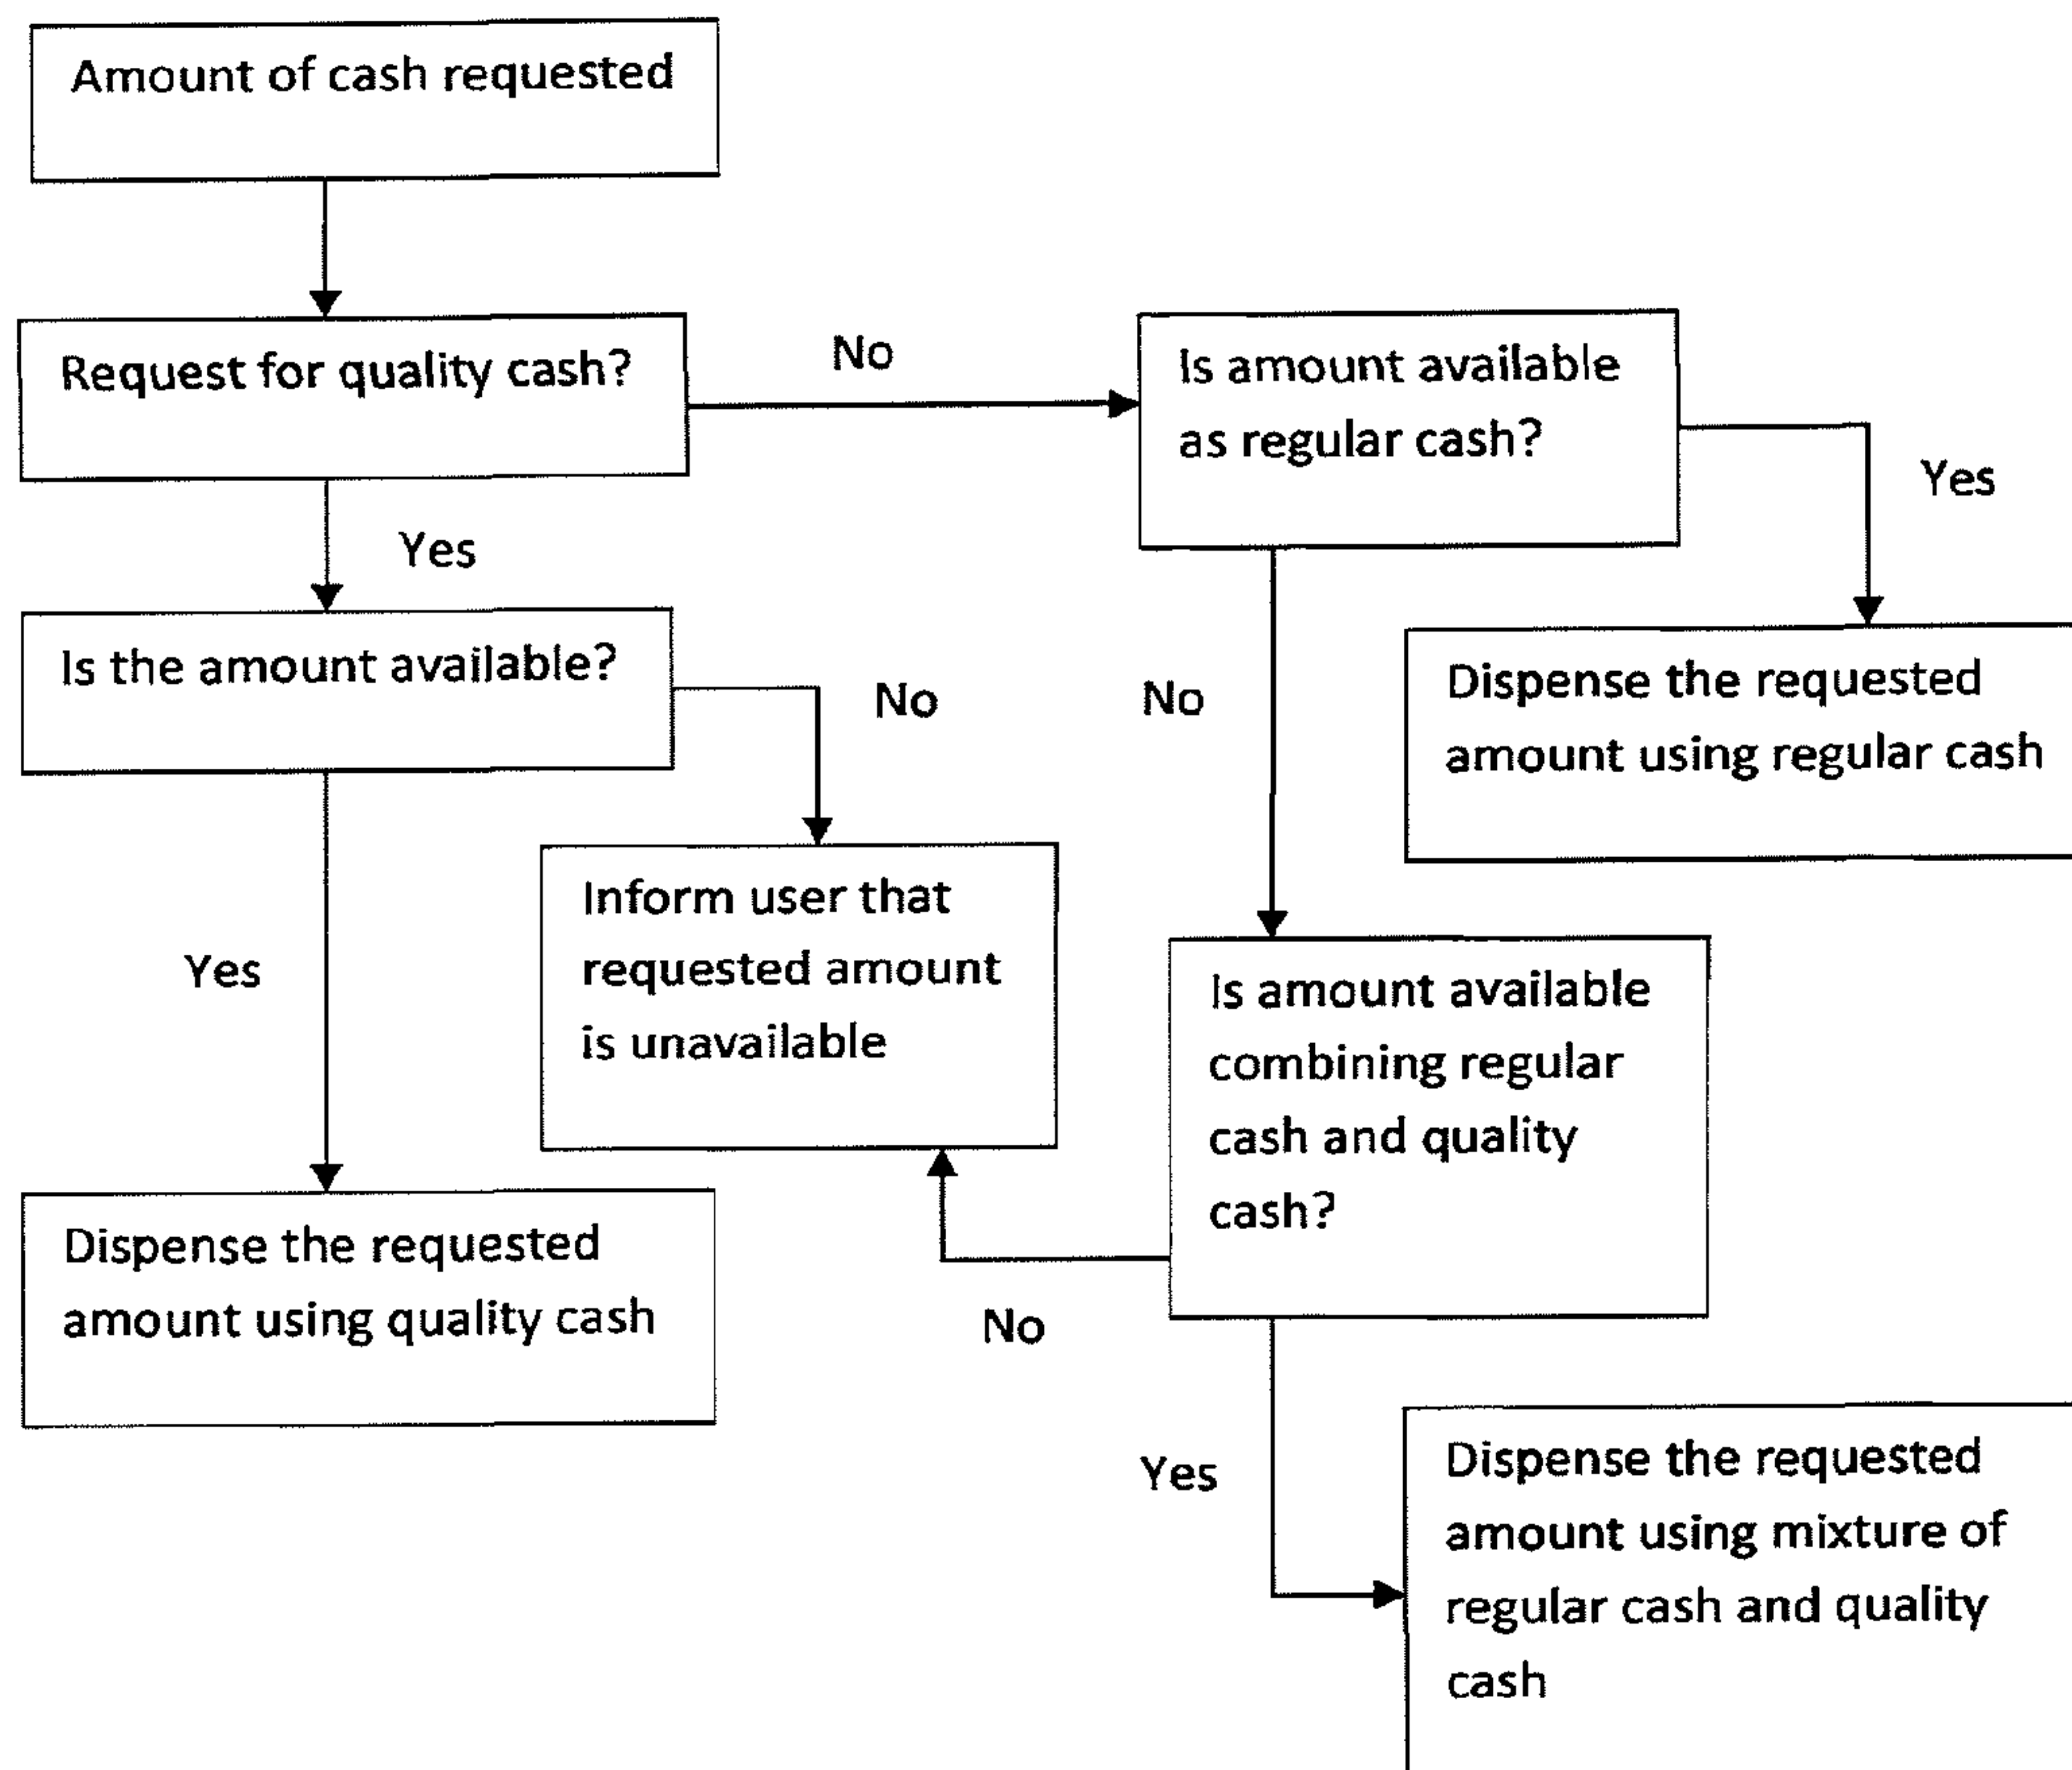 Amount of cash requested
Request for quality cash?
No
Is amount available
as regular cash?
Yes
Yes
Is the amount available?
No
No
Dispense the requested
amount using regular cash
Inform user that
requested amount
is unavailable
Yes
Is amount available
combining regular
cash and quality
cash?
Dispense the requested
amount using quality cash
No
Yes
Dispense the requested
amount using mixture of
regular cash and quality
cash